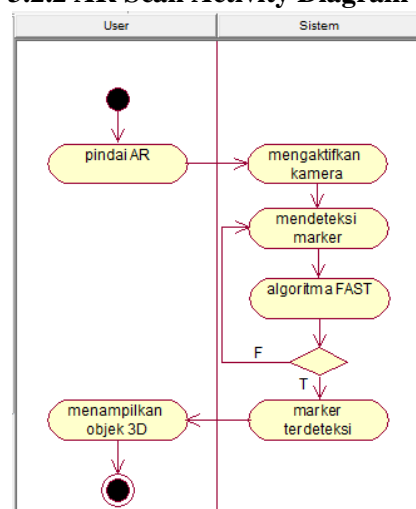 3.2.2 AR Scan Activity Diagram
User
Sistem
pindai AR
mengaktifkan
kamera
mendeteksi
marker
algoritma FAST
F
T
menampilkan
objek 3D
marker
terdeteksi